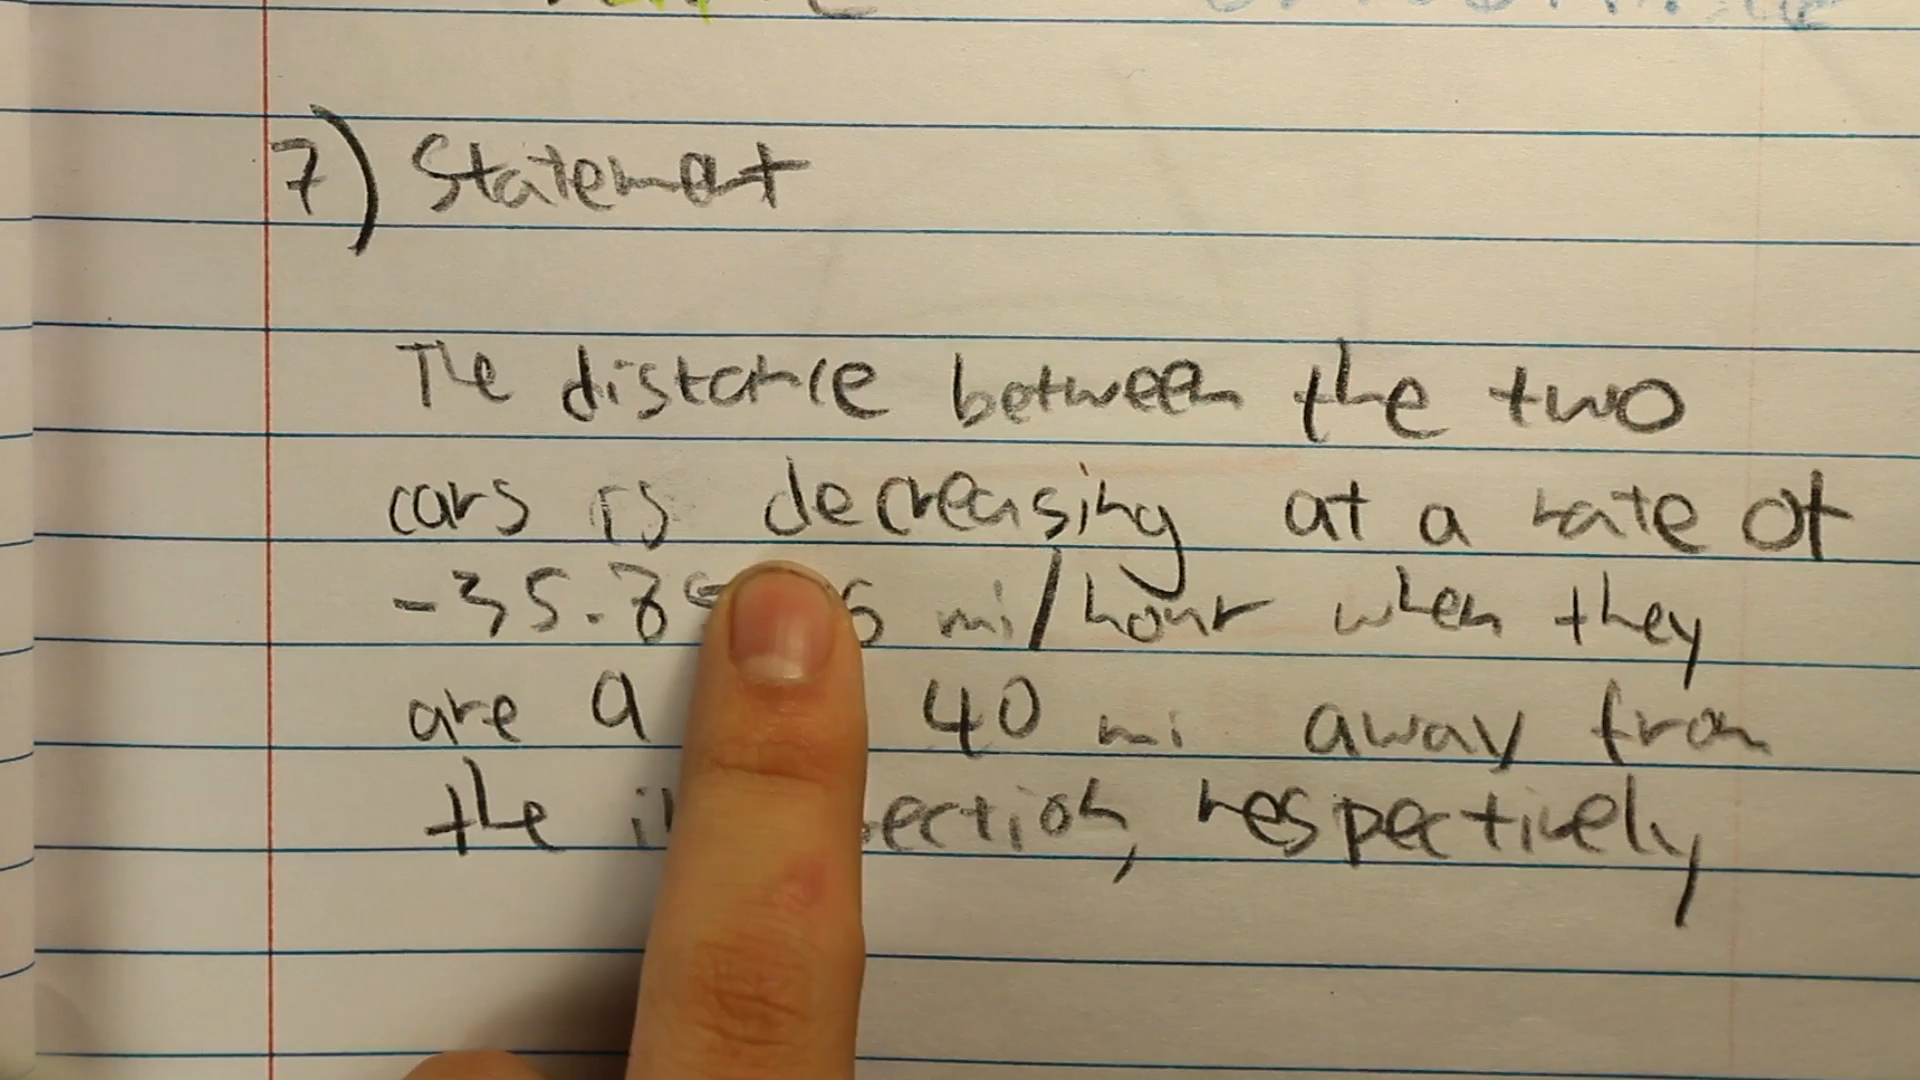 7) Statement
The distance between the two
cars is decreasing at a rate of
mi/hour when they
are 40 mi away from
the respectively